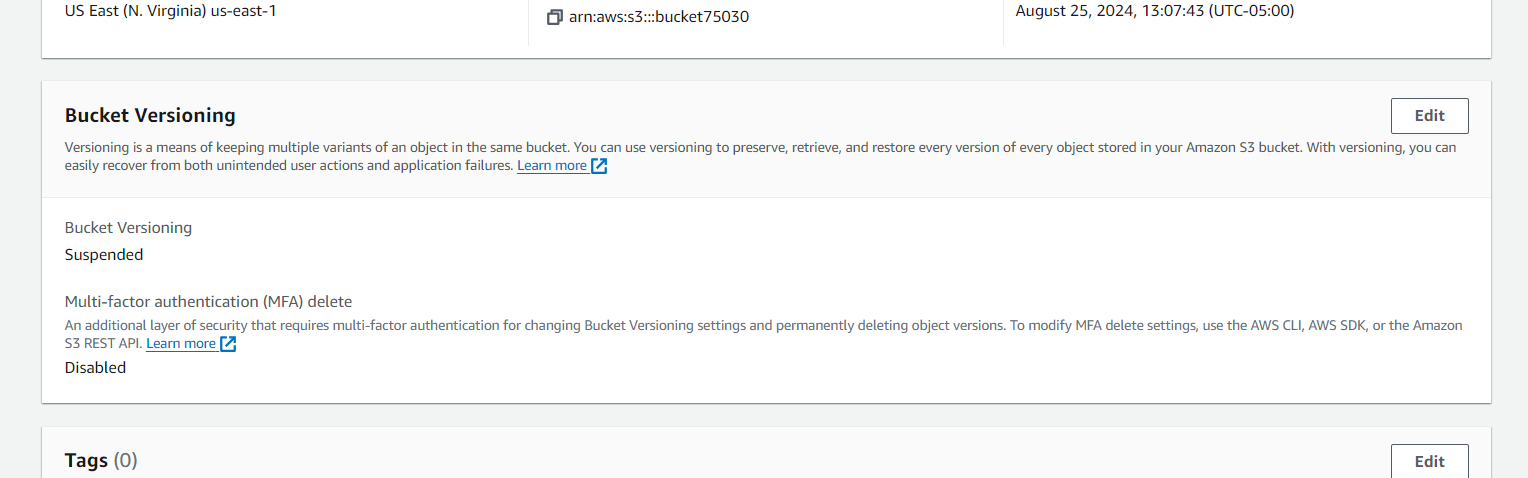 US East (N. Virginia) us-east-1
arn:aws:s3:::bucket75030
August 25, 2024, 13:07:43 (UTC-05:00)
Bucket Versioning
Edit
Versioning is a means of keeping multiple variants of an object in the same bucket. You can use versioning to preserve, retrieve, and restore every version of every object stored in your Amazon S3 bucket. With versioning, you can
easily recover from both unintended user actions and application failures. Learn more
Bucket Versioning
Suspended
Multi-factor authentication (MFA) delete
An additional layer of security that requires multi-factor authentication for changing Bucket Versioning settings and permanently deleting object versions. To modify MFA delete settings, use the AWS CLI, AWS SDK, or the Amazon
S3 REST API. Learn more
Disabled
Tags (0)
Edit